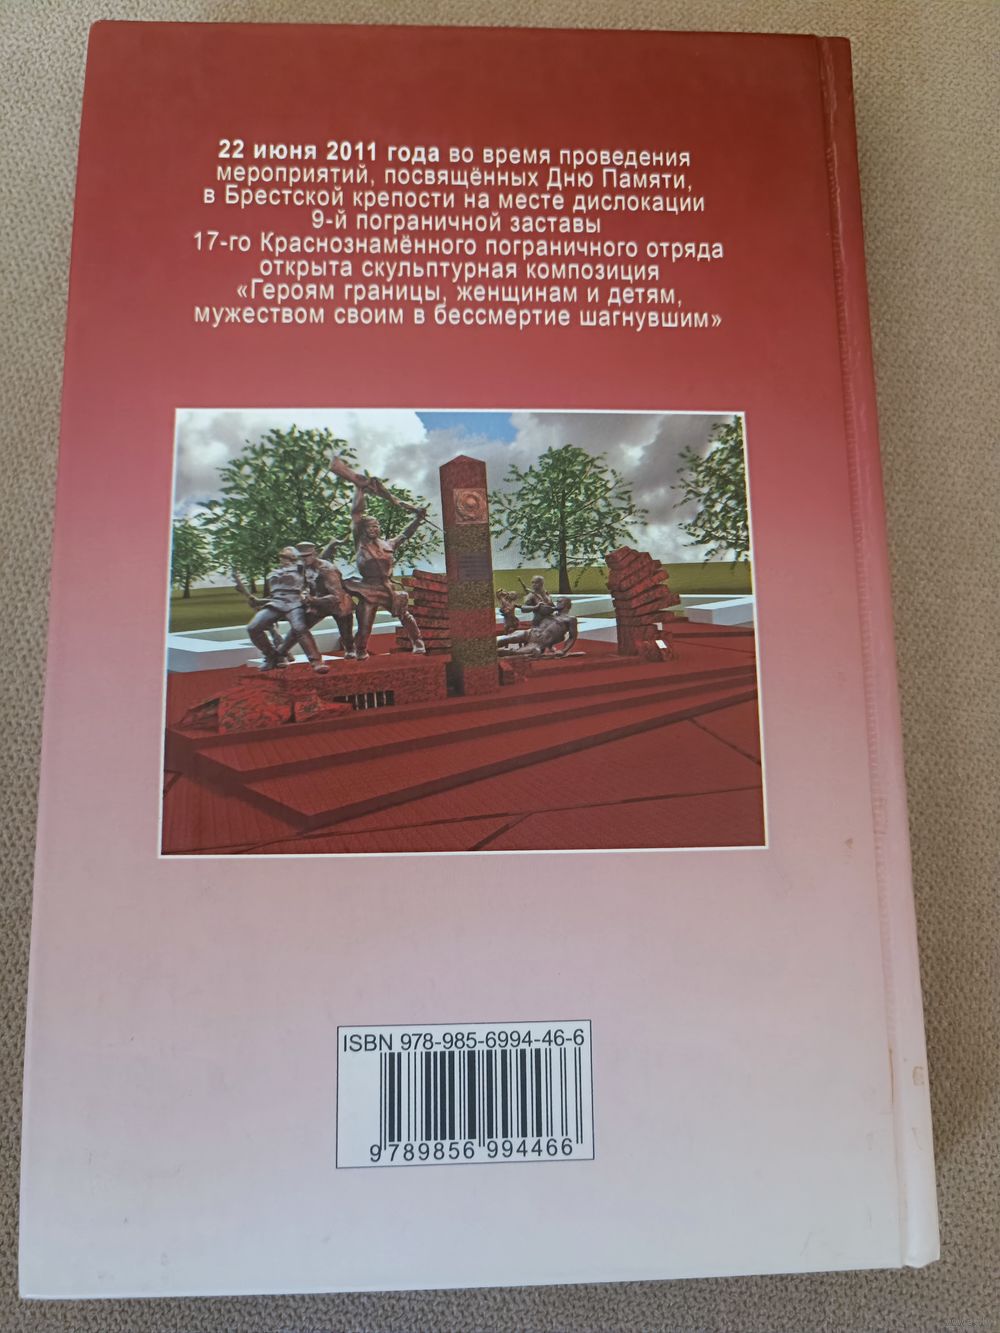 22 июня 2011 года во время проведения
мероприятий, посвящённых Дню Памяти,
в Брестской крепости на месте дислокации
9-й пограничной заставы
17-го Краснознамённого пограничного отряда
открыта скульптурная композиция
«Героям границы, женщинам и детям,
мужеством своим в бессмертие шагнувшим»
ISBN 978-985-6994-46-6
9789856 994466